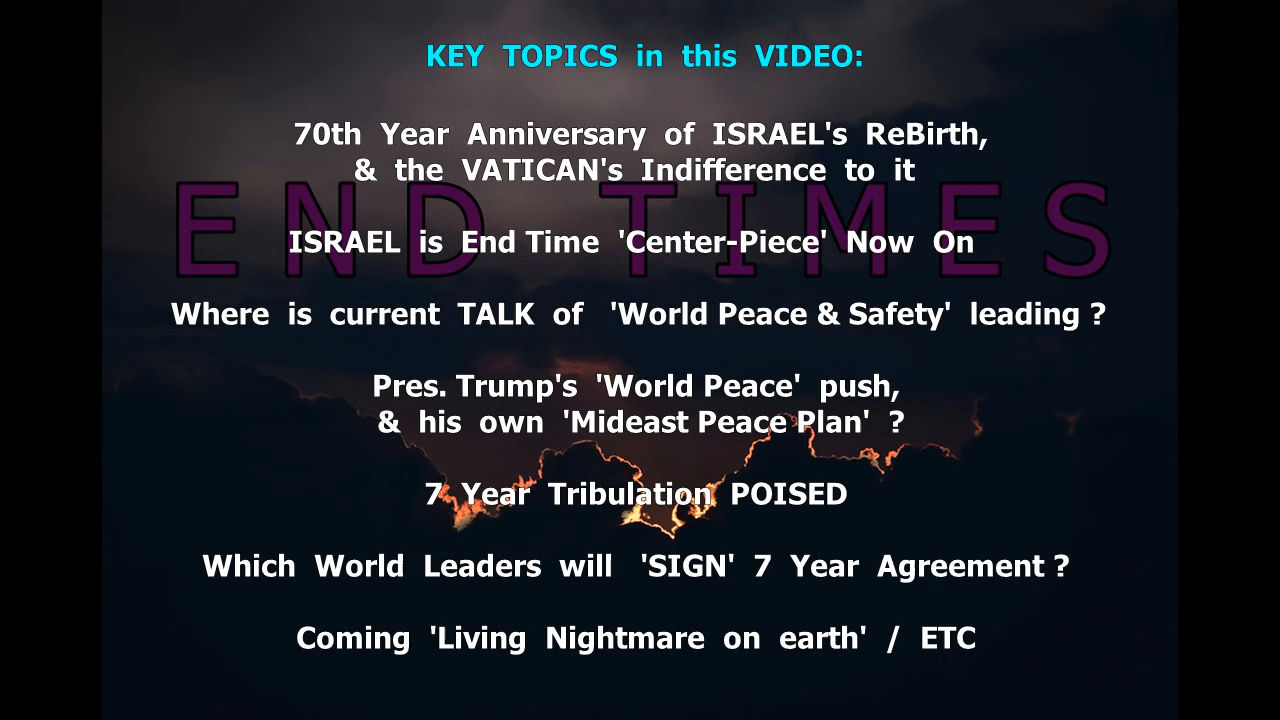 KEY TOPICS in this VIDEO:
70th Year Anniversary of ISRAEL's ReBirth,
& the VATICAN's Indifference to it
END TIMES
ISRAEL is End Time 'Center-Piece' Now On
Where is current TALK of 'World Peace & Safety' leading ?
Pres. Trump's 'World Peace' push,
& his own 'Mideast Peace Plan' ?
7 Year Tribulation POISED
Which World Leaders will 'SIGN' 7 Year Agreement ?
Coming 'Living Nightmare on earth' / ETC